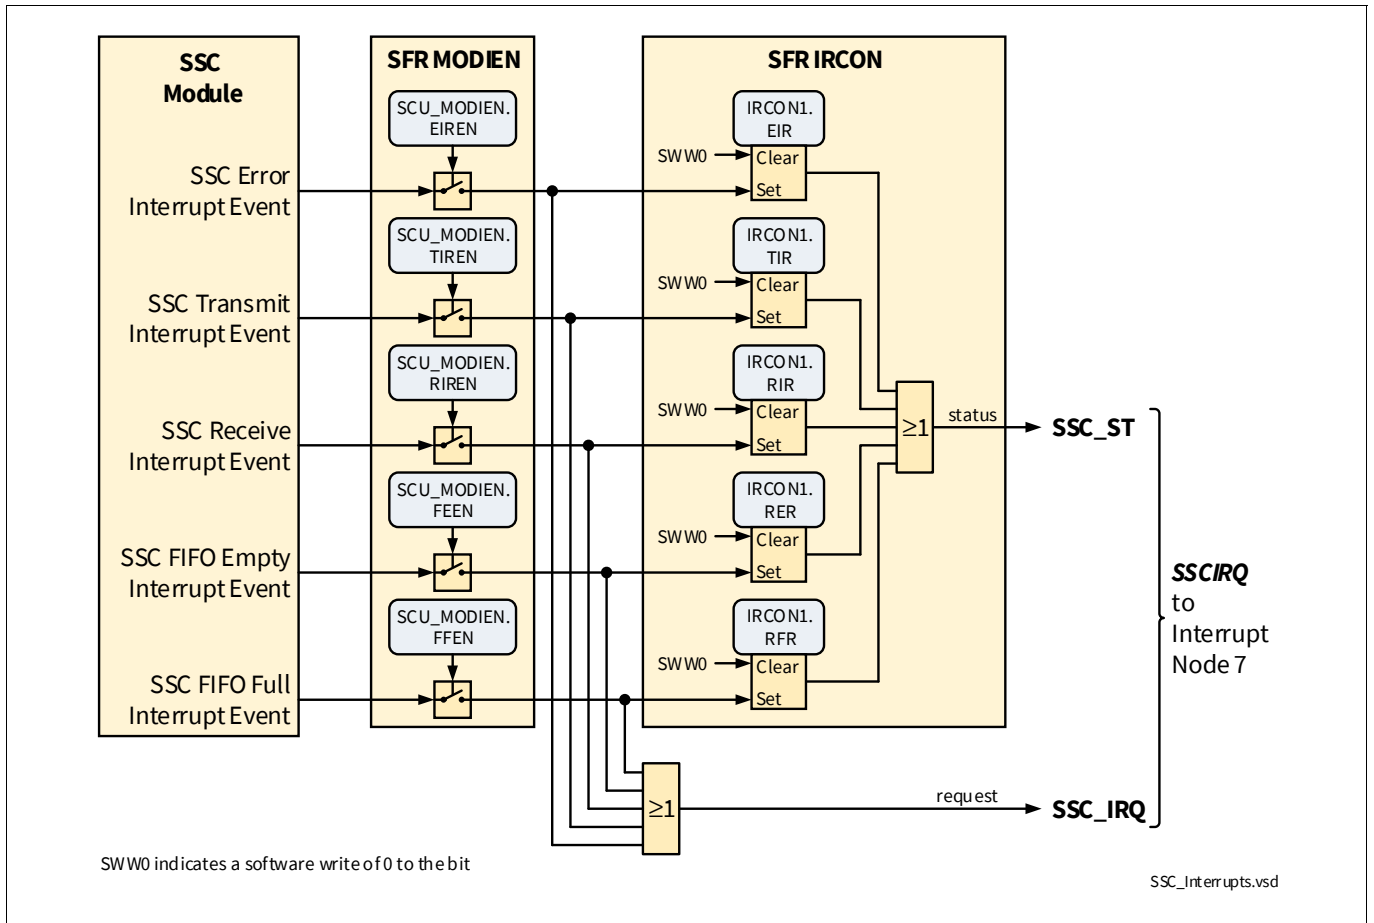 SSC
Module
SFR MODIEN
SFR IRCON
SCU_MODIEN.
EIREN
IRCON1.
EIR
SSC Error
Interrupt Event
SWW0
Clear
Set
SCU_MODIEN.
TIREN
IRCON1.
TIR
SSC Transmit
Interrupt Event
SWW0
Clear
Set
SCU_MODIEN.
RIREN
IRCON1.
RIR
SSC Receive
Interrupt Event
SWW0
Clear
Set
≥1
status
SSC_ST
SCU_MODIEN.
FEEN
IRCON1.
RER
SSC FIFO Empty
Interrupt Event
SWW0
Clear
Set
SSCIRQ
to
Interrupt
Node 7
SCU_MODIEN.
FFEN
IRCON1.
RFR
SSC FIFO Full
Interrupt Event
SWW0
Clear
Set
≥1
request
SSC_IRQ
SWW0 indicates a software write of 0 to the bit
SSC_Interrupts.vsd